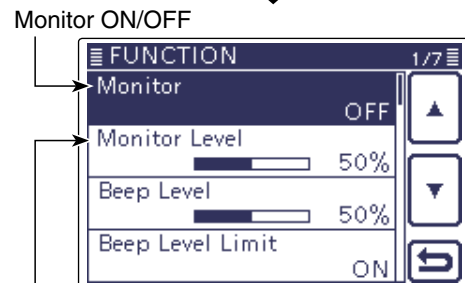 Monitor ON/OFF
FUNCTION 1/7
Monitor
OFF
Monitor Level
50%
Beep Level
50%
Beep Level Limit
ON